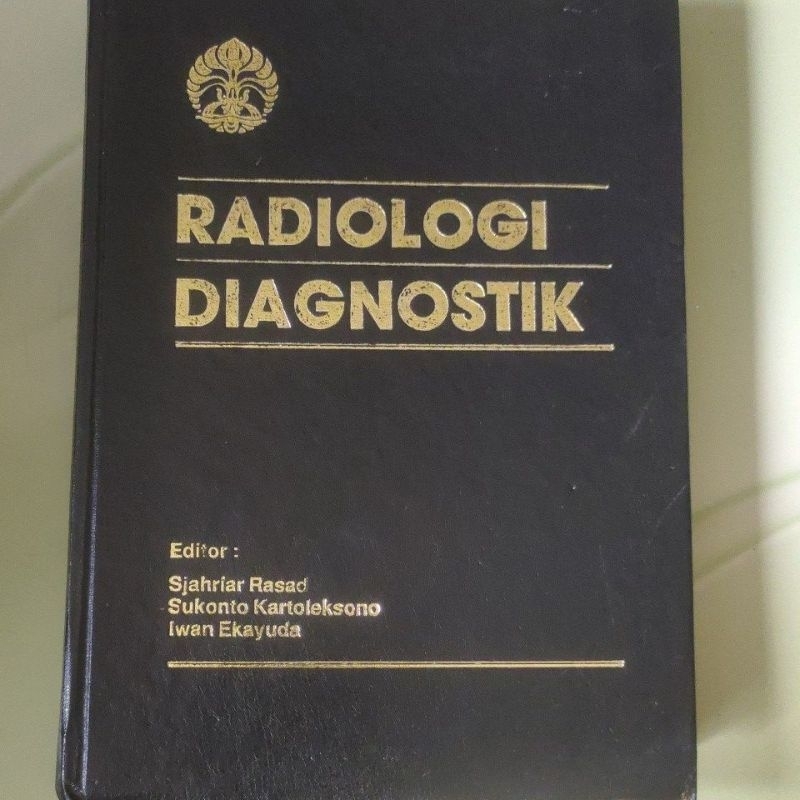 RADIOLOGI
DIAGNOSTIK
Editor :
Sjahriar Rasad
Sukonto Kartoleksono
Iwan Ekayuda